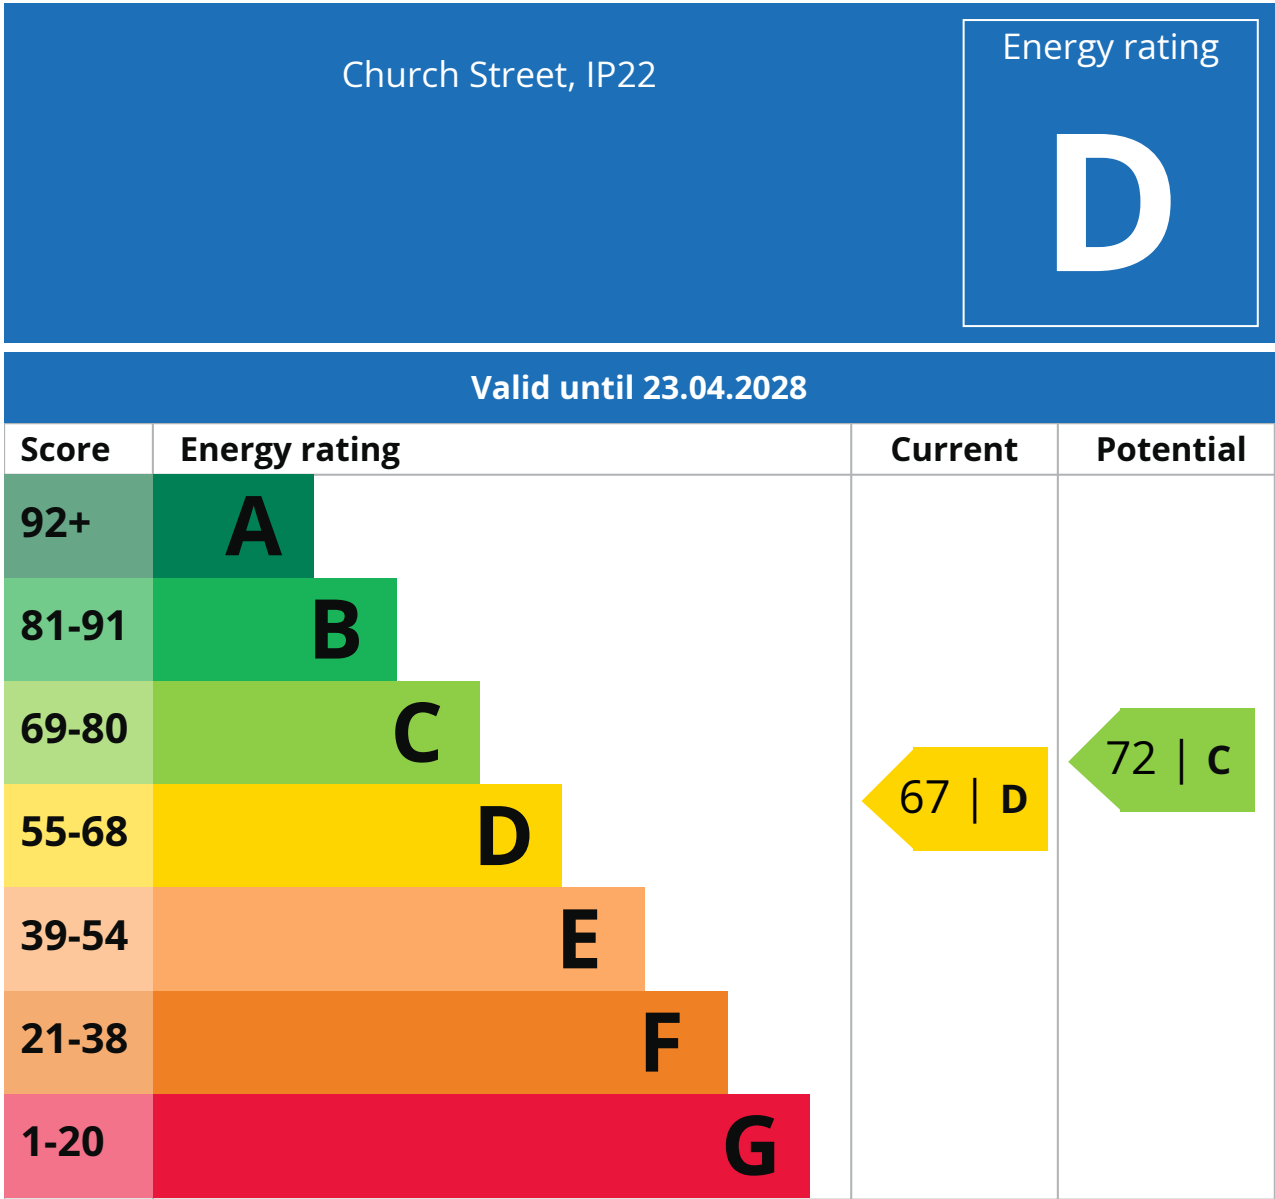 Church Street, IP22
Energy rating
D
Valid until 23.04.2028
Score Energy rating Current Potential
92+ A
81-91 B
69-80 C
72 | C
67 | D
55-68 D
39-54 E
21-38 F
1-20 G